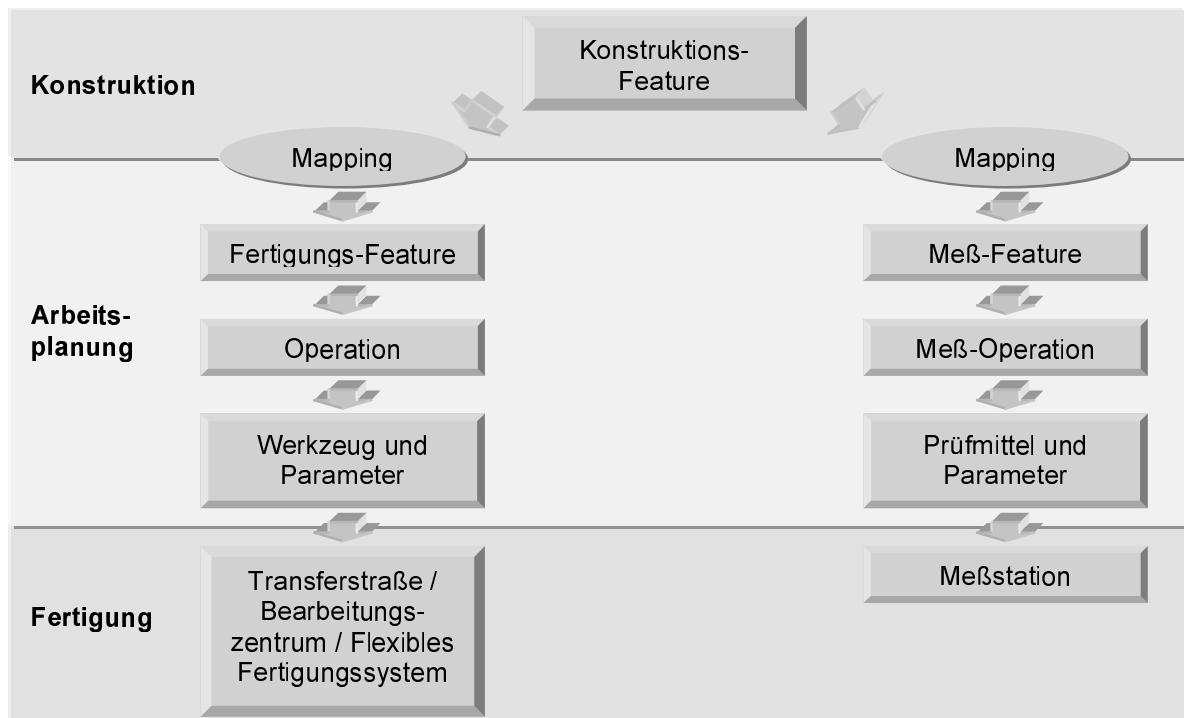 Konstruktion
Konstruktions-
Feature
Mapping
Mapping
Arbeits-
planung
Fertigungs-Feature
Operation
Werkzeug und
Parameter
Meß-Feature
Meß-Operation
Prüfmittel und
Parameter
Fertigung
Transferstraße /
Bearbeitungs-
zentrum / Flexibles
Fertigungssystem
Meßstation